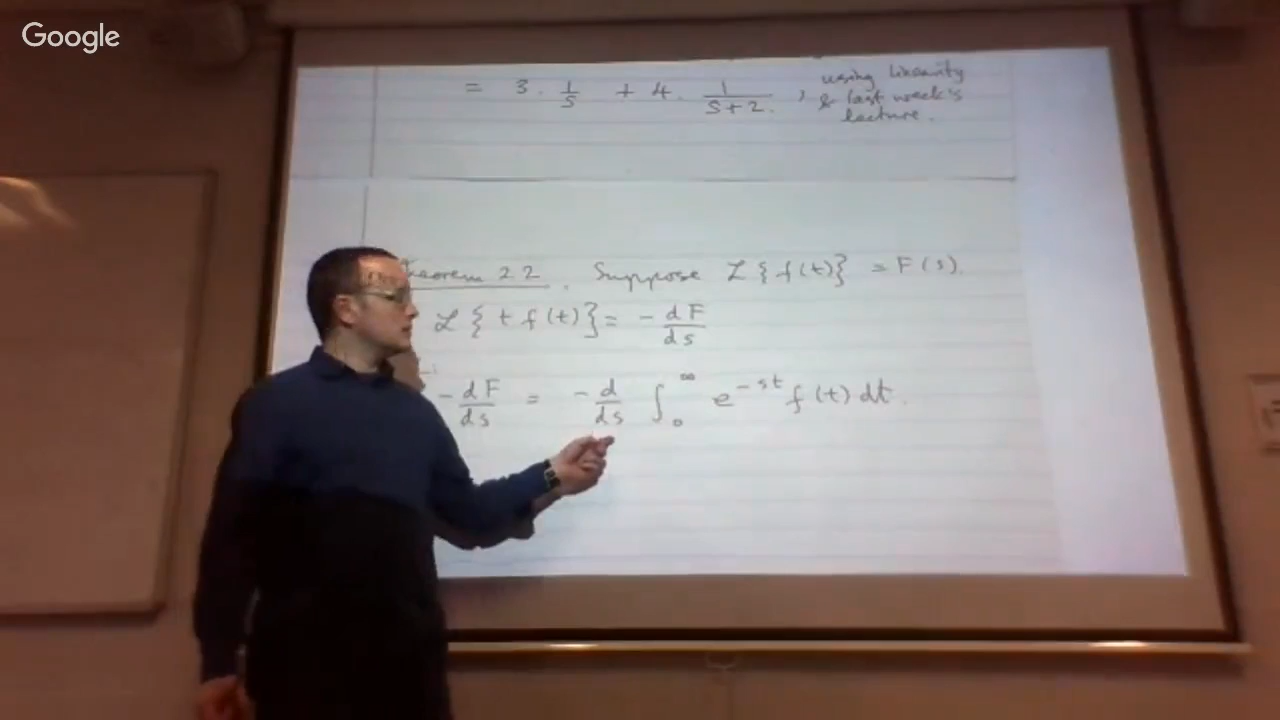 Google
using linearity
= 3 . 1/s + 4 . 1/(s+2) , & last week's
lecture.
Theorem 2.2 . Suppose ℒ{f(t)} = F(s).
ℒ{t f(t)} = - dF/ds
- dF/ds = - d/ds ∫₀^∞ e^{-st} f(t) dt .